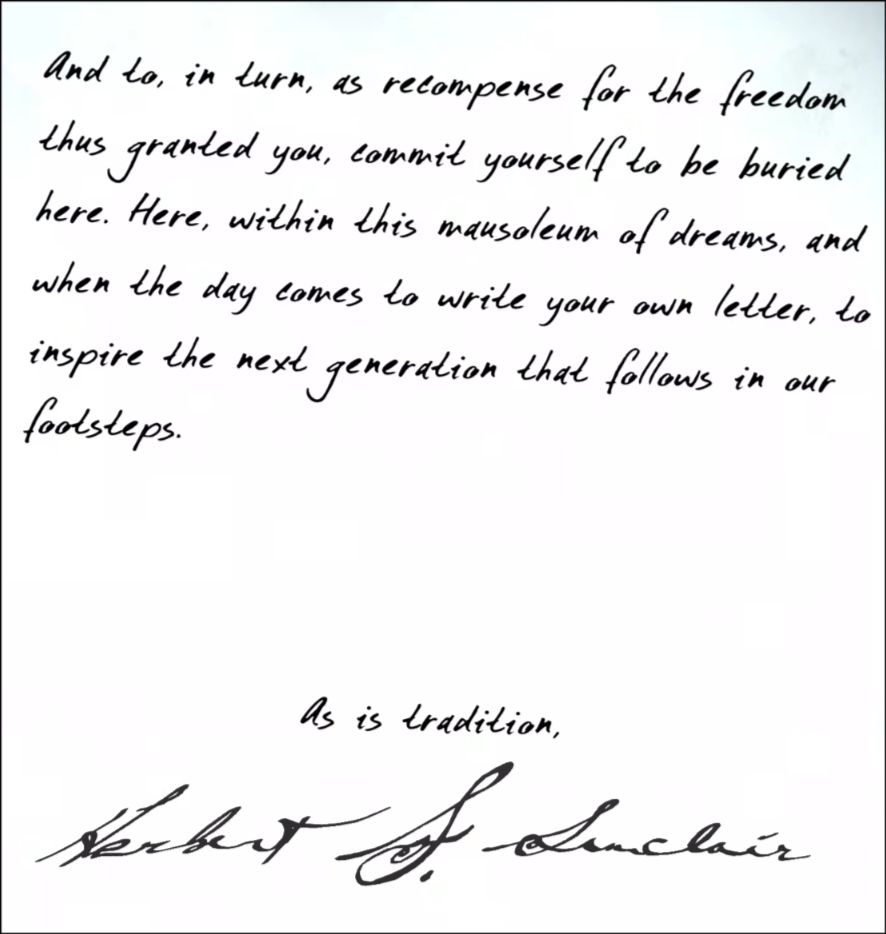 And to, in turn, as recompense for the freedom
thus granted you, commit yourself to be buried
here. Here, within this mausoleum of dreams, and
when the day comes to write your own letter, to
inspire the next generation that follows in our
footsteps.
As is tradition,
Herbert S. Sinclair